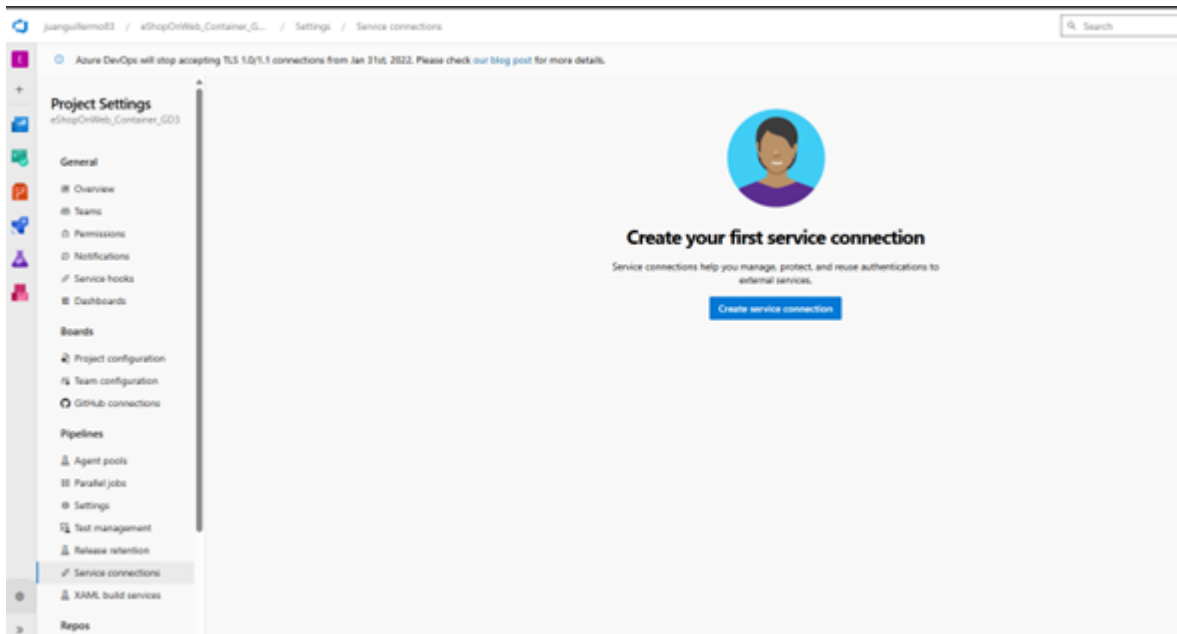 juanguillermo83 / eShopOnWeb_Container_G... / Settings / Service connections
Search
Azure DevOps will stop accepting TLS 1.0/1.1 connections from Jan 31st, 2022. Please check our blog post for more details.
Project Settings
eShopOnWeb_Container_GD3
General
Overview
Teams
Permissions
Notifications
Service hooks
Dashboards
Boards
Project configuration
Team configuration
GitHub connections
Pipelines
Agent pools
Parallel jobs
Settings
Test management
Release retention
Service connections
XAML build services
Repos
Create your first service connection
Service connections help you manage, protect, and reuse authentications to
external services.
Create service connection